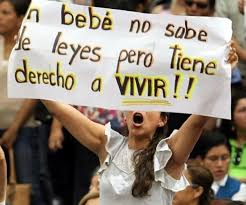 n bebé no sabe
de leyes pero tiene
derecho a VIVIR!!